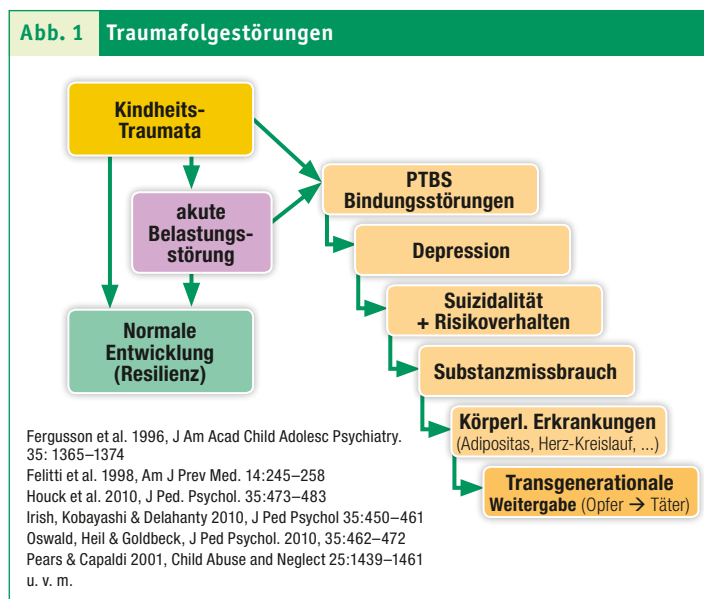 Abb. 1 Traumafolgestörungen
Kindheits-
Traumata
akute
Belastungs-
störung
Normale
Entwicklung
(Resilienz)
PTBS
Bindungsstörungen
Depression
Suizidalität
+ Risikoverhalten
Substanzmissbrauch
Körperl. Erkrankungen
(Adipositas, Herz-Kreislauf, ...)
Transgenerationale
Weitergabe (Opfer → Täter)
Fergusson et al. 1996, J Am Acad Child Adolesc Psychiatry.
35: 1365–1374
Felitti et al. 1998, Am J Prev Med. 14:245–258
Houck et al. 2010, J Ped. Psychol. 35:473–483
Irish, Kobayashi & Delahanty 2010, J Ped Psychol 35:450–461
Oswald, Heil & Goldbeck, J Ped Psychol. 2010, 35:462–472
Pears & Capaldi 2001, Child Abuse and Neglect 25:1439–1461
u. v. m.